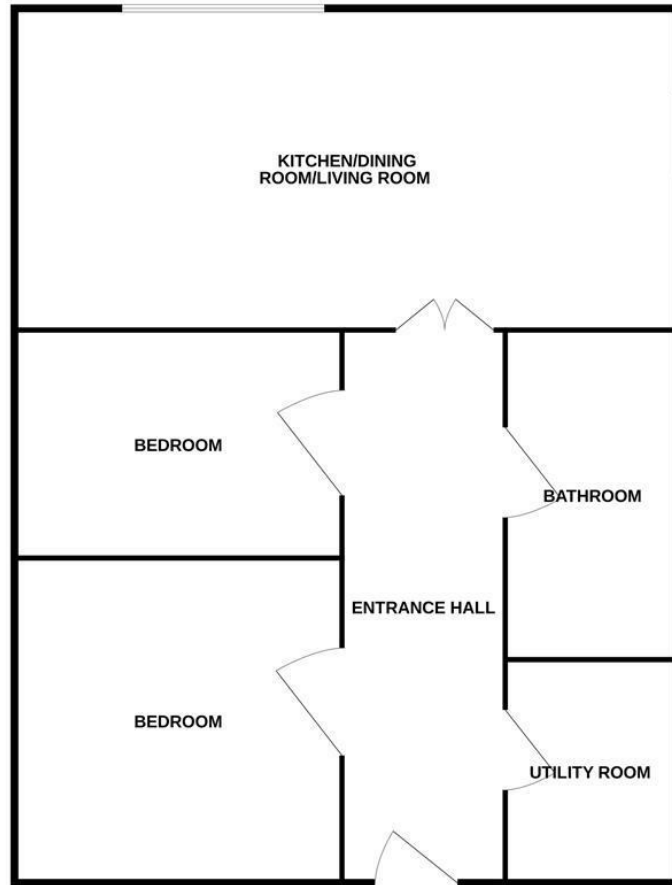 KITCHEN/DINING
ROOM/LIVING ROOM
BEDROOM
BATHROOM
ENTRANCE HALL
BEDROOM
UTILITY ROOM